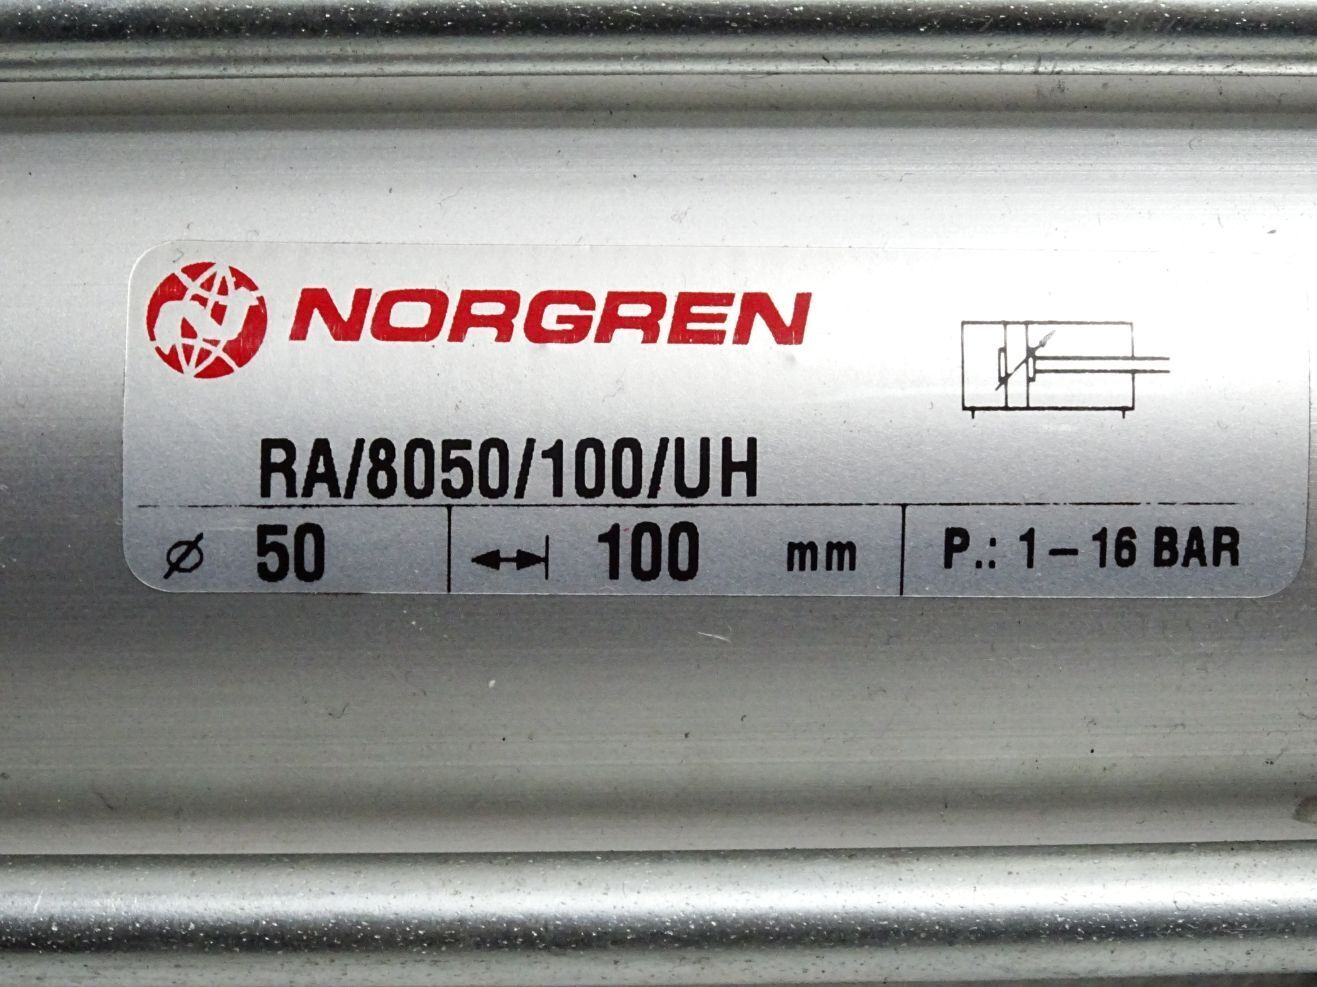 NORGREN
RA/8050/100/UH
⌀ 50 100 mm P.: 1–16 BAR